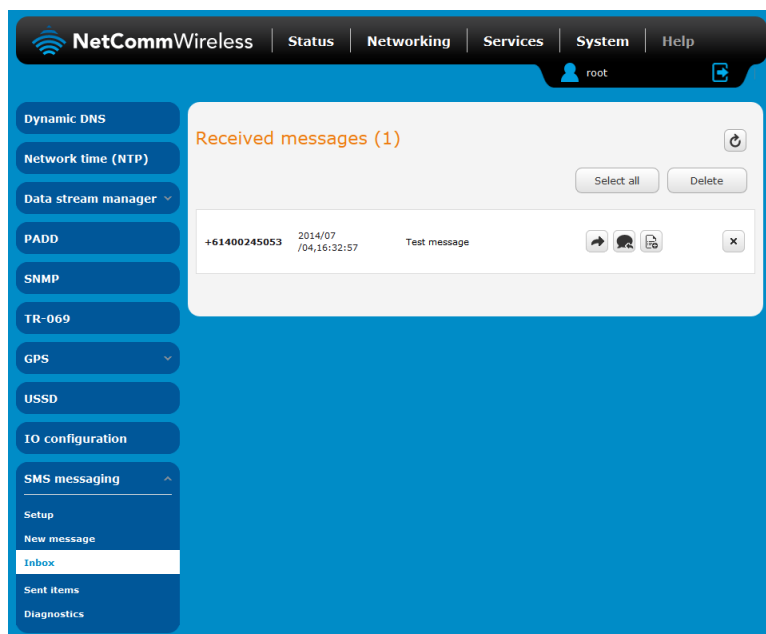 NetCommWireless
Status
Networking
Services
System
Help
root
Dynamic DNS
Network time (NTP)
Data stream manager
PADD
SNMP
TR-069
GPS
USSD
IO configuration
SMS messaging
Setup
New message
Inbox
Sent items
Diagnostics
Received messages (1)
Select all
Delete
+61400245053
2014/07
/04,16:32:57
Test message